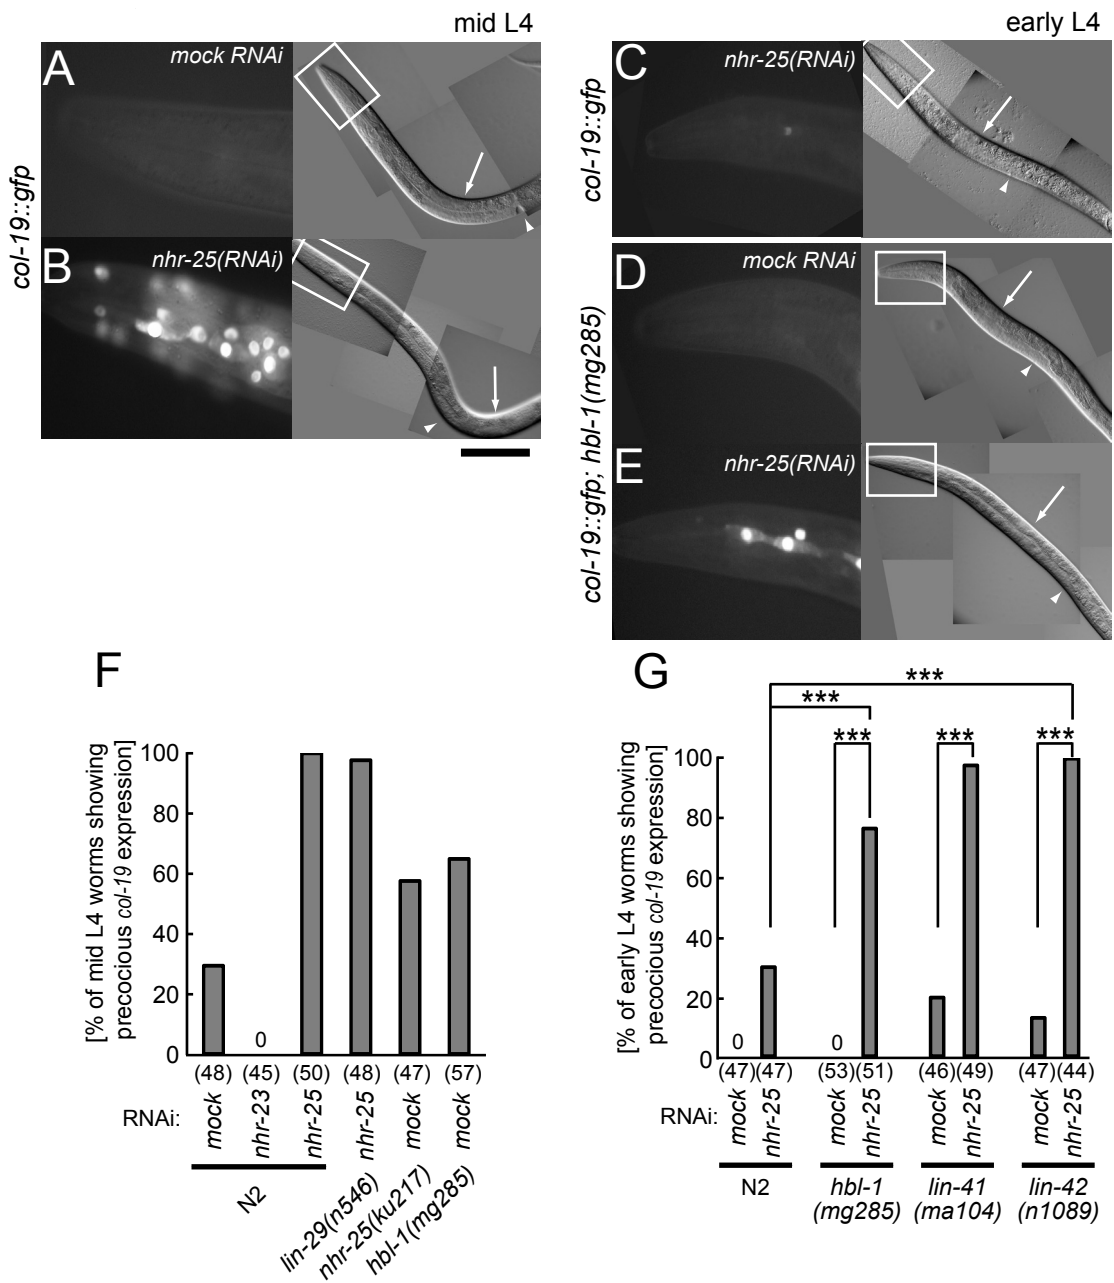 mid L4
early L4
A
mock RNAi
B
nhr-25(RNAi)
col-19::gfp
C
nhr-25(RNAi)
col-19::gfp
D
mock RNAi
E
nhr-25(RNAi)
col-19::gfp; hbl-1(mg285)
F
[% of mid L4 worms showing
precocious col-19 expression]
100
80
60
40
20
0
0
(48) (45) (50) (48) (47) (57)
RNAi:
mock
nhr-23
nhr-25
nhr-25
mock
mock
N2
lin-29(n546)
nhr-25(ku217)
hbl-1(mg285)
G
***
***
*** *** ***
[% of early L4 worms showing
precocious col-19 expression]
100
80
60
40
20
0
0 0
(47)(47) (53)(51) (46)(49) (47)(44)
RNAi:
mock
nhr-25
mock
nhr-25
mock
nhr-25
mock
nhr-25
N2 hbl-1 lin-41 lin-42
(mg285) (ma104) (n1089)